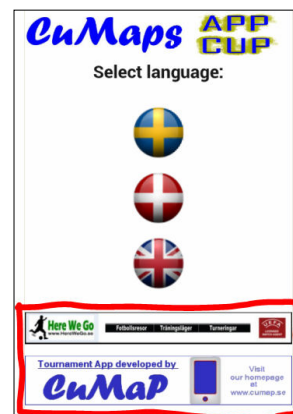 CuMaps APP CUP
Select language:
Here We Go
www.HereWeGo.se
Fotbollsresor Träningsläger Turneringar
UEFA
Tournament App developed by
CuMaP
Visit
our homepage
at
www.cumap.se